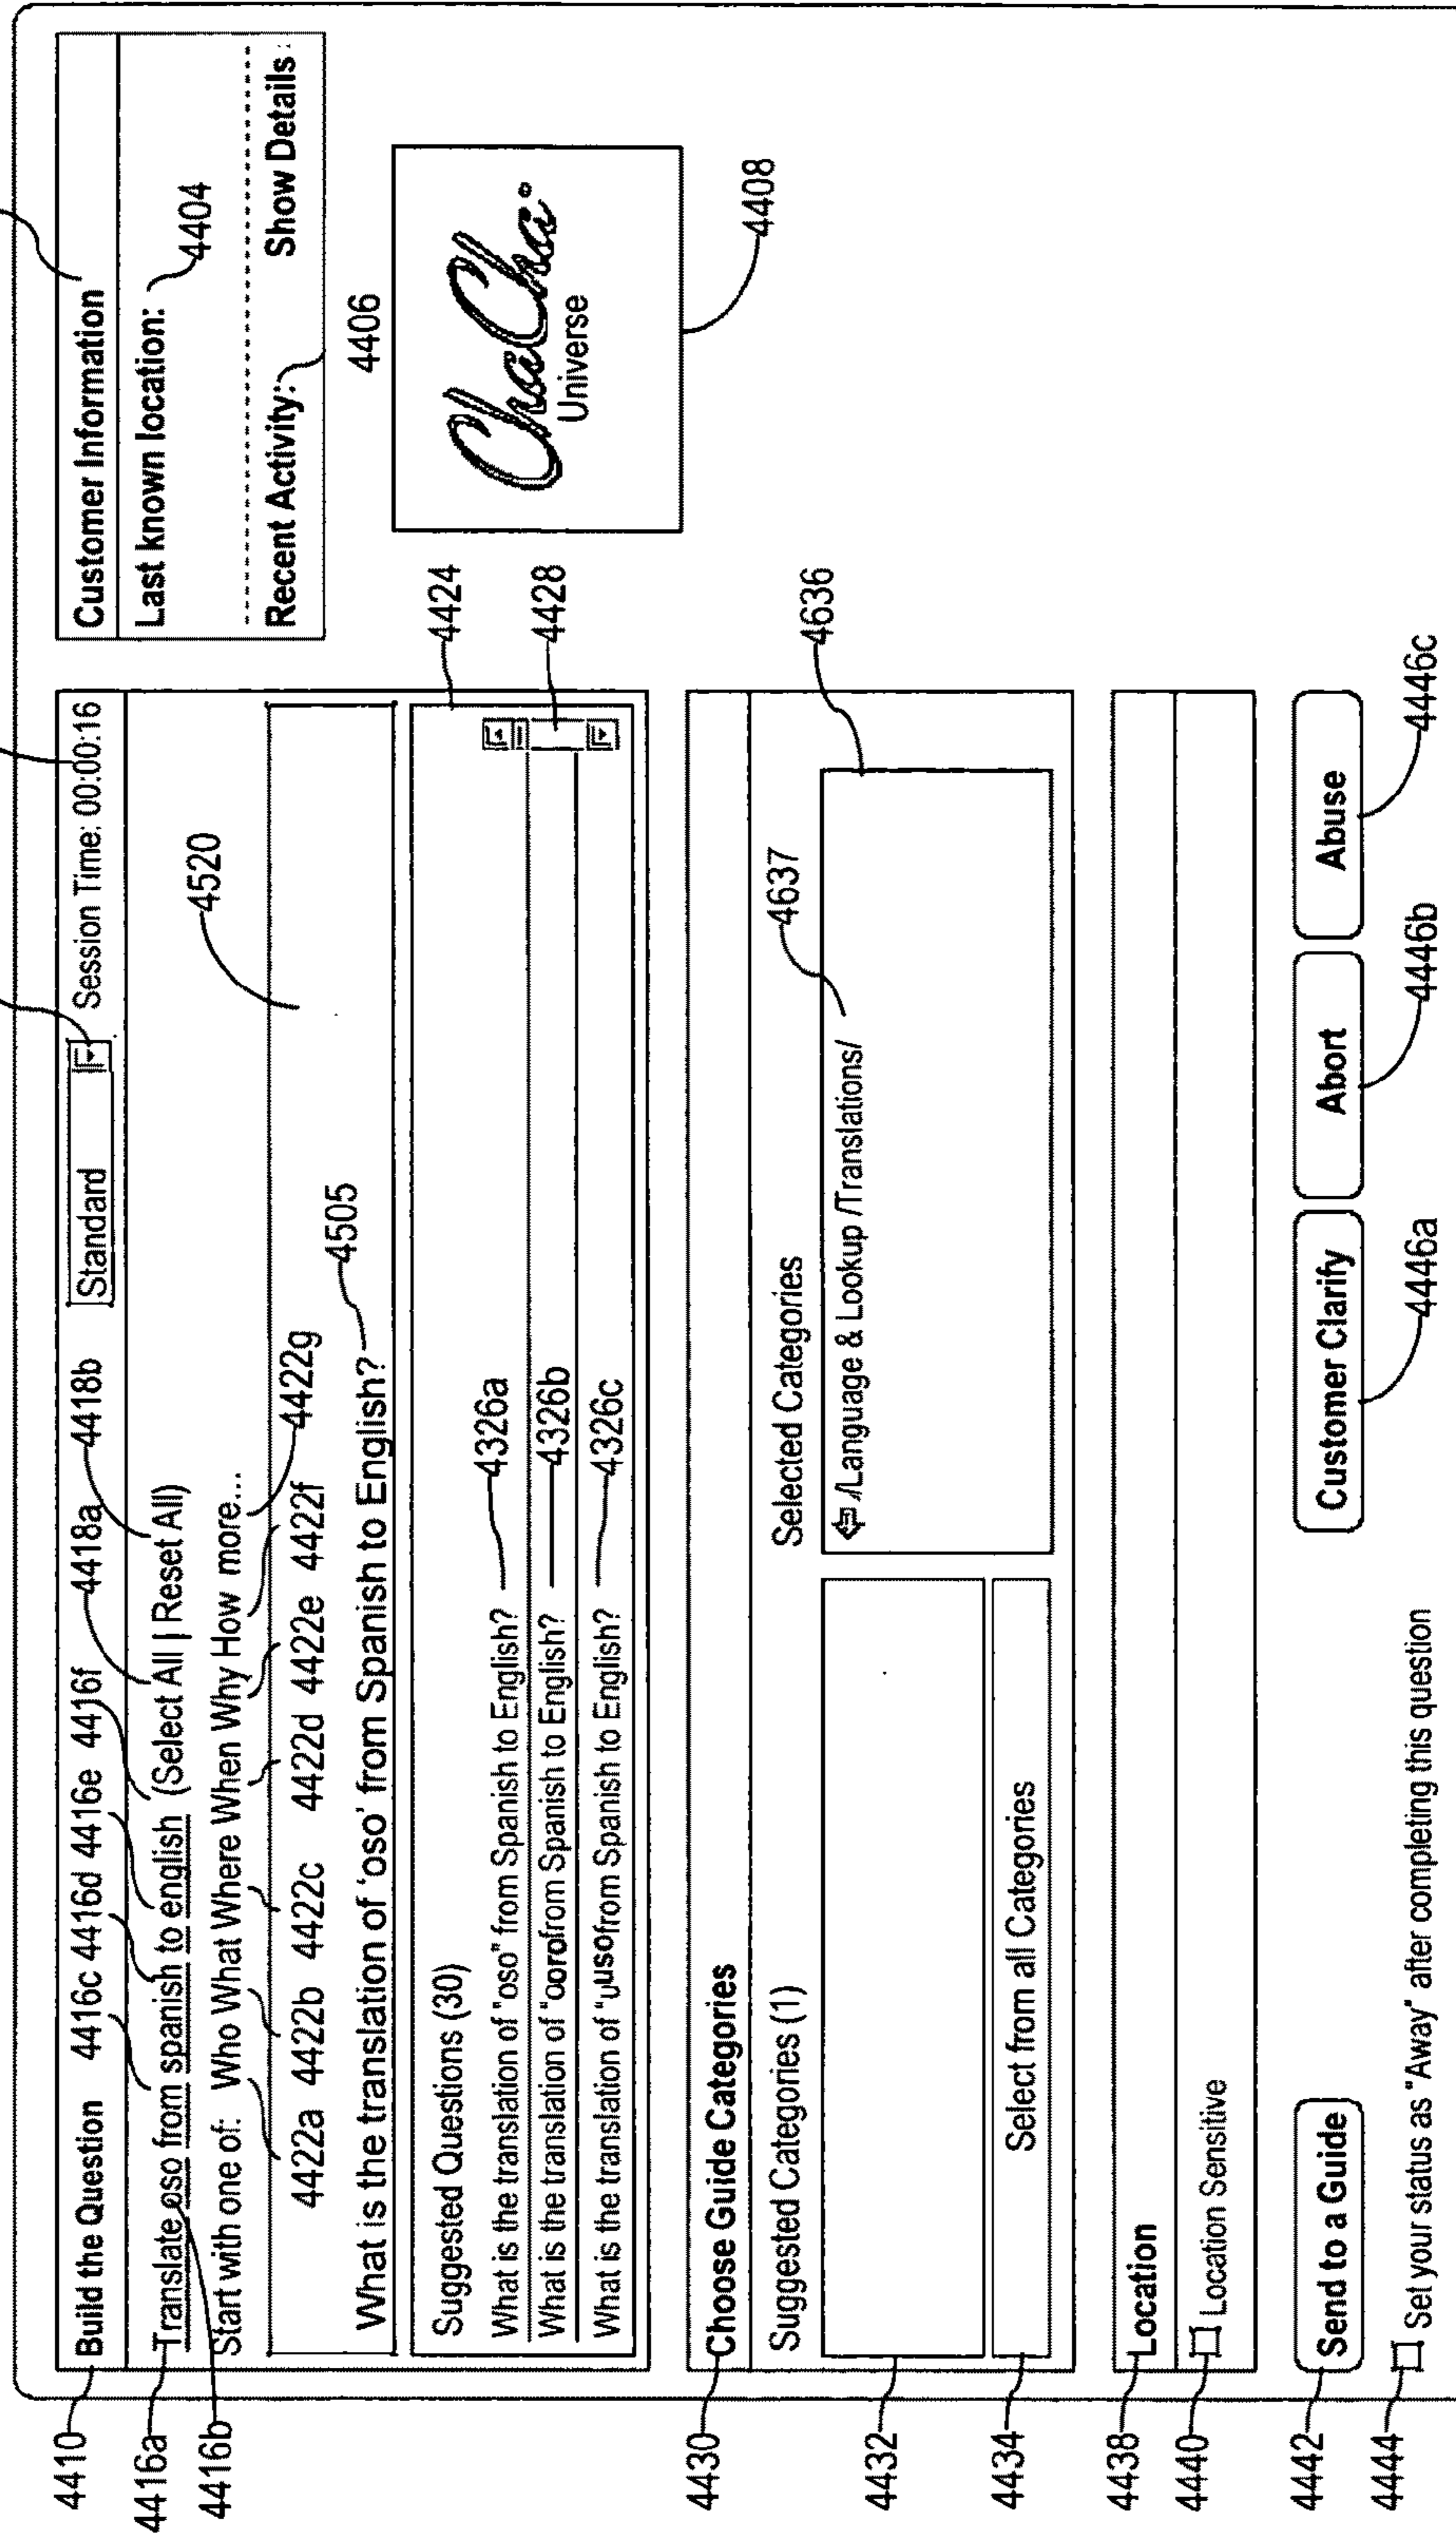 4410
Build the Question
4416c 4416d 4416e 4416f 4418a 4418b
Standard
Session Time: 00:00:16
4416a
Translate oso from spanish to english (Select All | Reset All)
4416b
Start with one of: Who What Where When Why How more...
4520
4422a 4422b 4422c 4422d 4422e 4422f 4422g
What is the translation of 'oso' from Spanish to English?
4505
Suggested Questions (30)
4424
What is the translation of "oso" from Spanish to English?
4326a
What is the translation of "oorofrom Spanish to English?
4326b
4428
What is the translation of "uusofrom Spanish to English?
4326c
Customer Information
Last known location:
4404
Recent Activity: Show Details
4406
ChaCha
Universe
4408
4430
Choose Guide Categories
Suggested Categories (1)
Selected Categories
4637
4636
4432
/Language & Lookup /Translations/
4434
Select from all Categories
4438
Location
4440
Location Sensitive
4442
Send to a Guide
Customer Clarify
Abort
Abuse
4446a
4446b
4446c
4444
Set your status as "Away" after completing this question